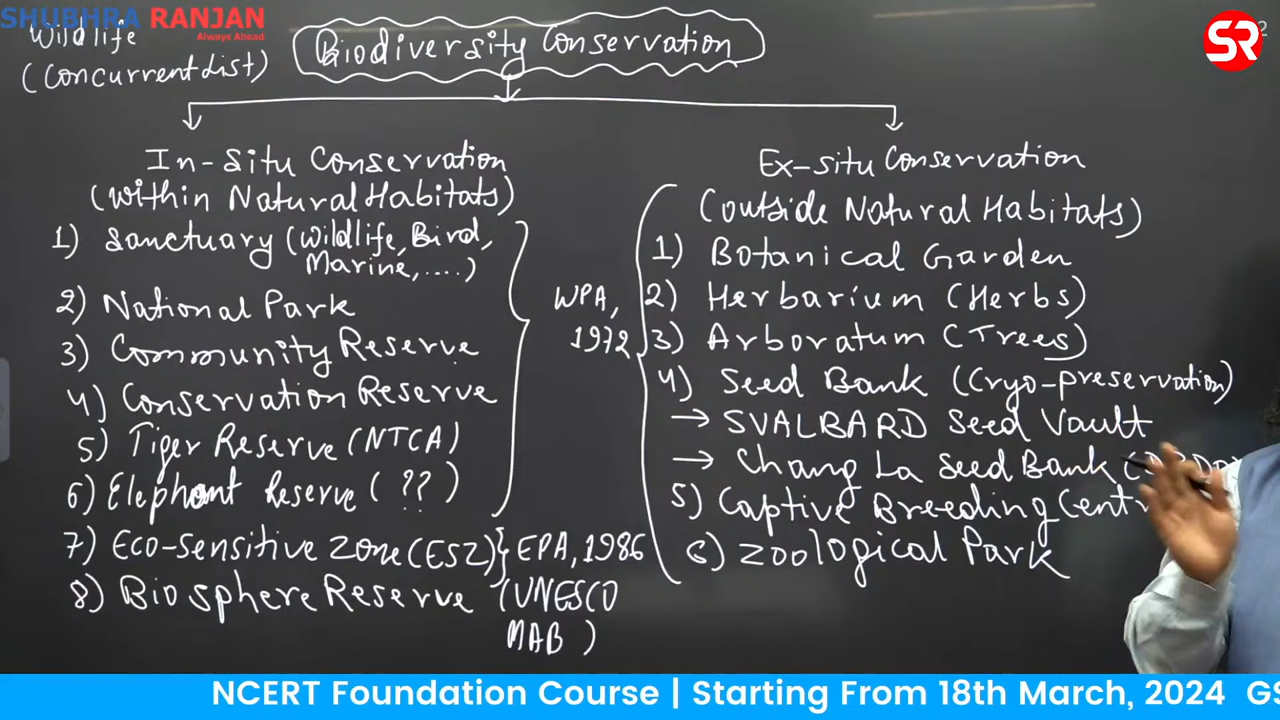 SHUBHRA RANJAN
Always Ahead
SR
2
Wildlife
(Concurrent List)
Biodiversity Conservation
In-situ Conservation
(within Natural Habitats)
1) Sanctuary (Wildlife, Bird,
Marine, ....)
2) National Park
3) Community Reserve
4) Conservation Reserve
5) Tiger Reserve (NTCA)
6) Elephant Reserve ( ?? )
7) Eco-sensitive Zone (ESZ) } EPA, 1986
8) Biosphere Reserve (UNESCO
MAB )
WPA,
1972
Ex-situ Conservation
(outside Natural Habitats)
1) Botanical Garden
2) Herbarium (Herbs)
3) Arboratum (Trees)
4) Seed Bank (Cryo-preservation)
→ SVALBARD Seed Vault
→ Chang La Seed Bank
5) Captive Breeding Centr
6) Zoological Park
NCERT Foundation Course | Starting From 18th March, 2024 GS